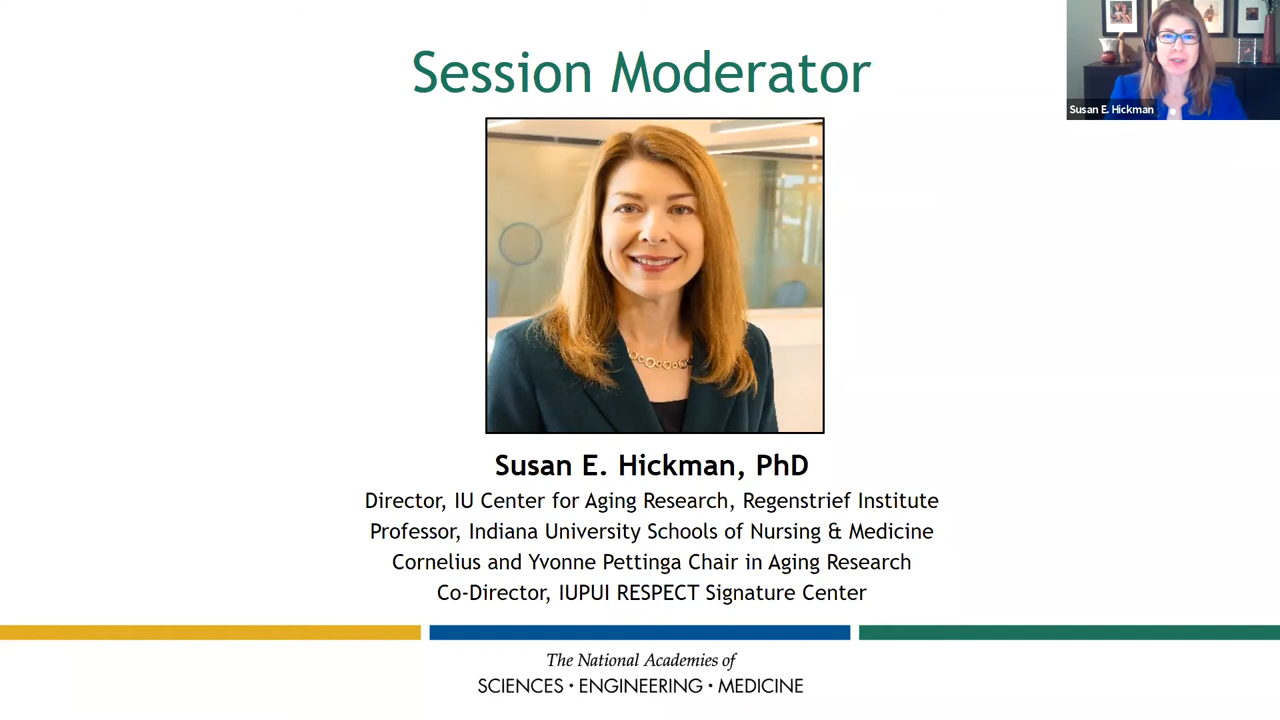 Session Moderator
Susan E. Hickman
Susan E. Hickman, PhD
Director, IU Center for Aging Research, Regenstrief Institute
Professor, Indiana University Schools of Nursing & Medicine
Cornelius and Yvonne Pettinga Chair in Aging Research
Co-Director, IUPUI RESPECT Signature Center
The National Academies of
SCIENCES · ENGINEERING · MEDICINE